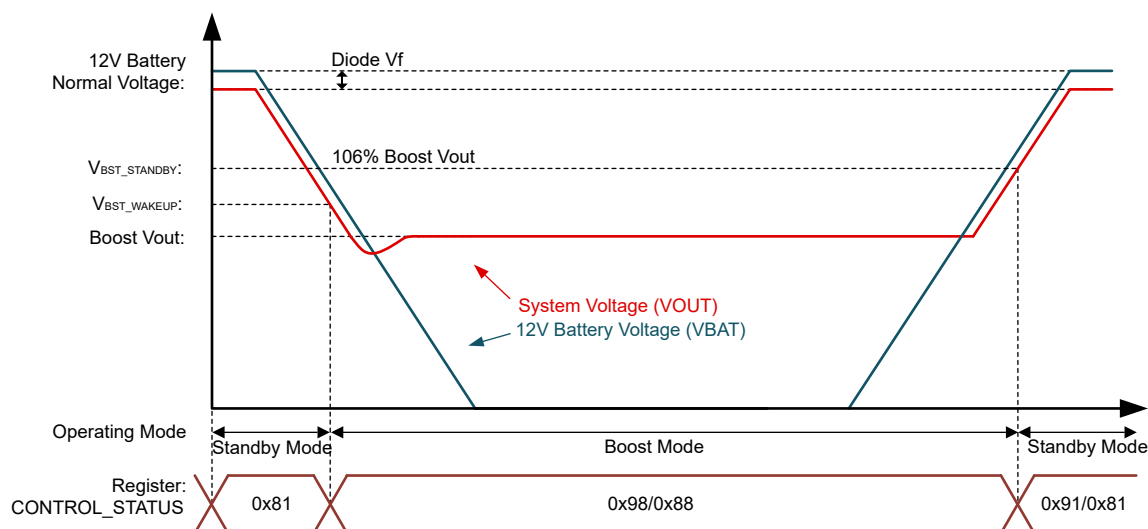 12V Battery
Normal Voltage:
Diode Vf
106% Boost Vout
VBST_STANDBY:
VBST_WAKEUP:
Boost Vout:
System Voltage (VOUT)
12V Battery Voltage (VBAT)
Operating Mode
Standby Mode
Boost Mode
Standby Mode
Register:
CONTROL_STATUS
0x81
0x98/0x88
0x91/0x81